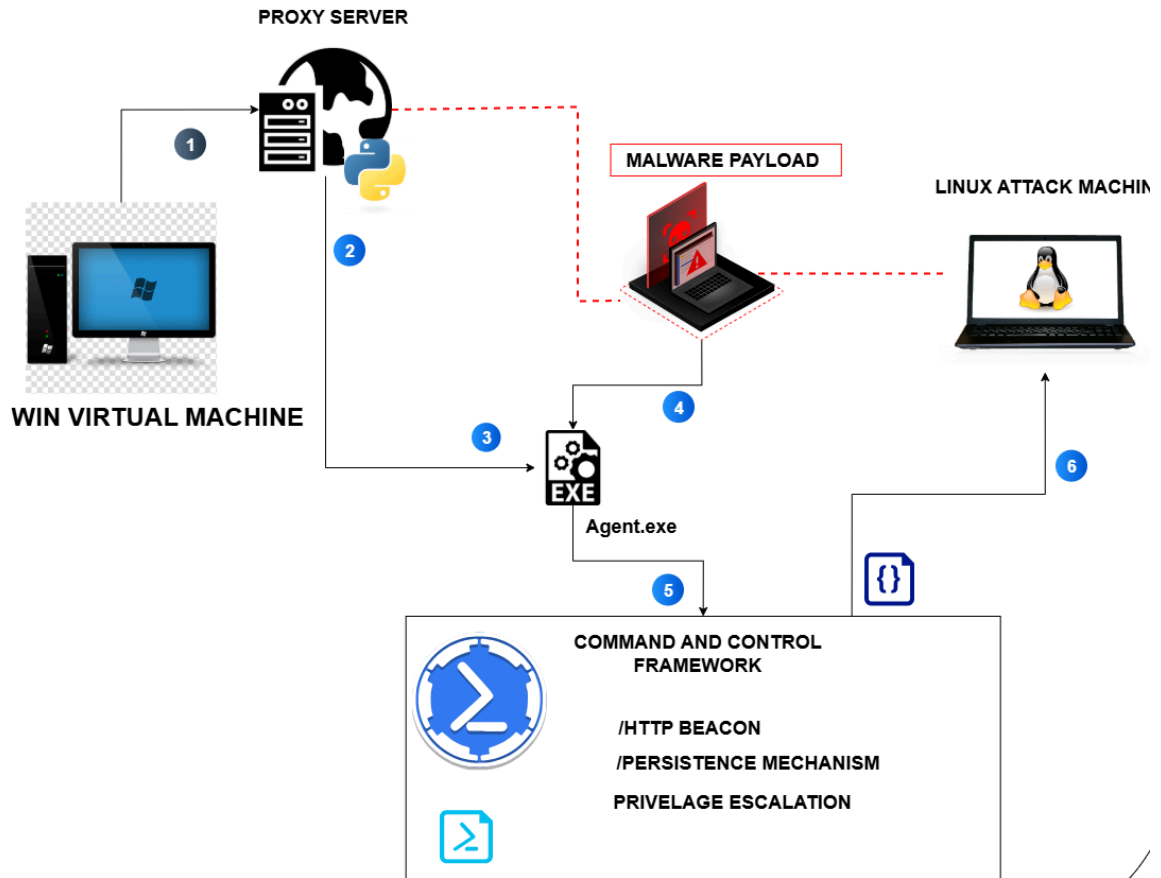 PROXY SERVER
1
MALWARE PAYLOAD
LINUX ATTACK MACHIN
2
WIN VIRTUAL MACHINE
4
3
EXE
6
Agent.exe
5
{}
COMMAND AND CONTROL
FRAMEWORK
/HTTP BEACON
/PERSISTENCE MECHANISM
PRIVELAGE ESCALATION